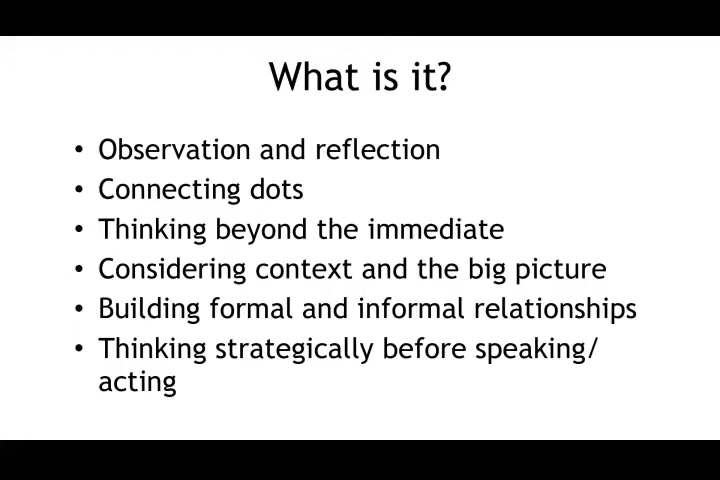 What is it?
• Observation and reflection
• Connecting dots
• Thinking beyond the immediate
• Considering context and the big picture
• Building formal and informal relationships
• Thinking strategically before speaking/
acting